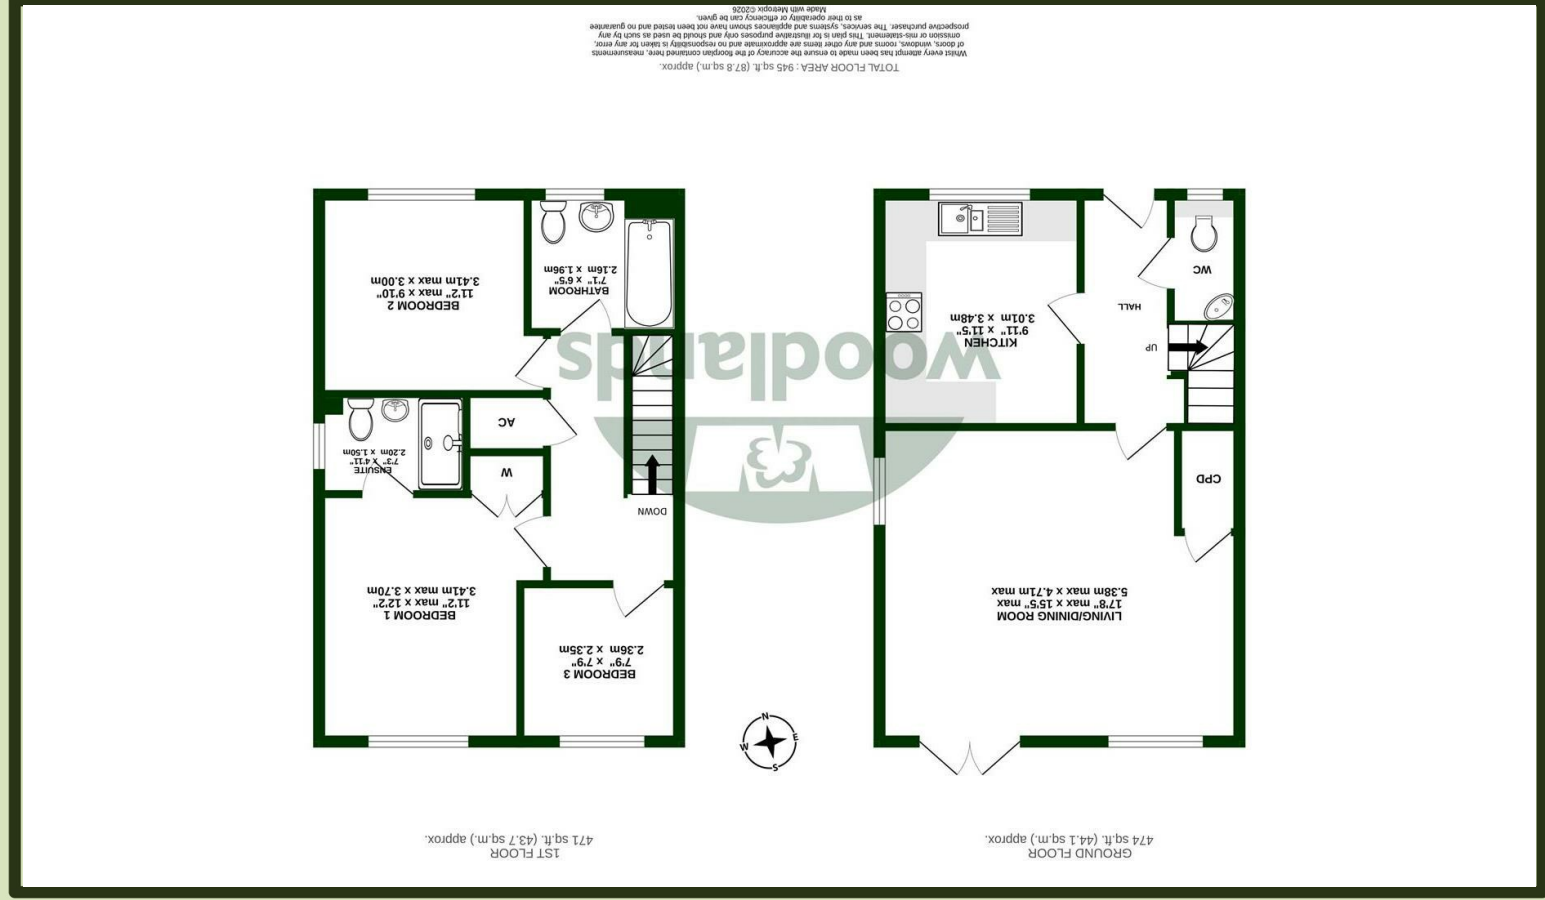 GROUND FLOOR
474 sq.ft. (44.1 sq.m.) approx.
1ST FLOOR
471 sq.ft. (43.7 sq.m.) approx.
LIVING/DINING ROOM
17'8" max x 15'5" max
5.38m max x 4.71m max
CPD
UP
HALL
KITCHEN
9'11" x 11'5"
3.01m x 3.48m
WC
BEDROOM 3
7'9" x 7'9"
2.36m x 2.35m
BEDROOM 1
11'2" max x 12'2"
3.41m max x 3.70m
DOWN
W
ENSUITE
7'3" x 4'11"
2.20m x 1.50m
AC
BEDROOM 2
11'2" max x 9'10"
3.41m max x 3.00m
BATHROOM
7'1" x 6'5"
2.16m x 1.96m
woodlands
N
E
S
W
TOTAL FLOOR AREA : 945 sq.ft. (87.8 sq.m.) approx.
Whilst every attempt has been made to ensure the accuracy of the floorplan contained here, measurements
of doors, windows, rooms and any other items are approximate and no responsibility is taken for any error,
omission or mis-statement. This plan is for illustrative purposes only and should be used as such by any
prospective purchaser. The services, systems and appliances shown have not been tested and no guarantee
as to their operability or efficiency can be given.
Made with Metropix ©2026